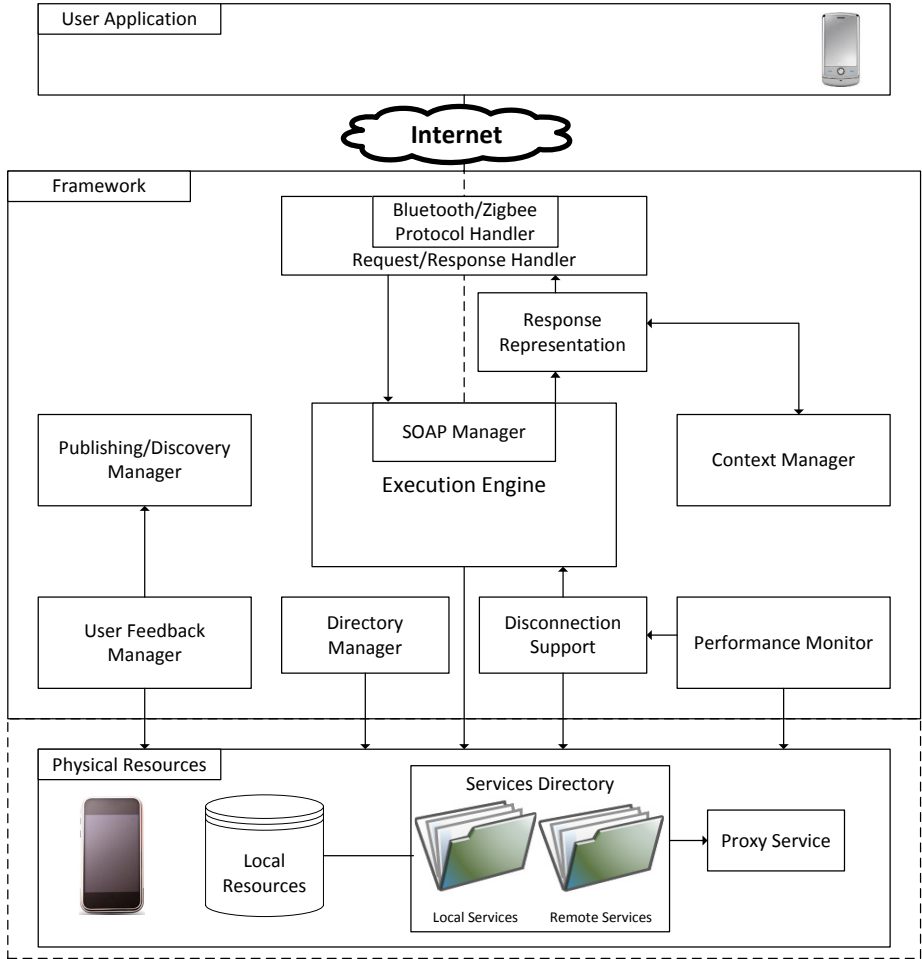 User Application
Internet
Framework
Bluetooth/Zigbee
Protocol Handler
Request/Response Handler
Response
Representation
SOAP Manager
Execution Engine
Publishing/Discovery
Manager
Context Manager
User Feedback
Manager
Directory
Manager
Disconnection
Support
Performance Monitor
Physical Resources
Services Directory
Local
Resources
Proxy Service
Local Services
Remote Services